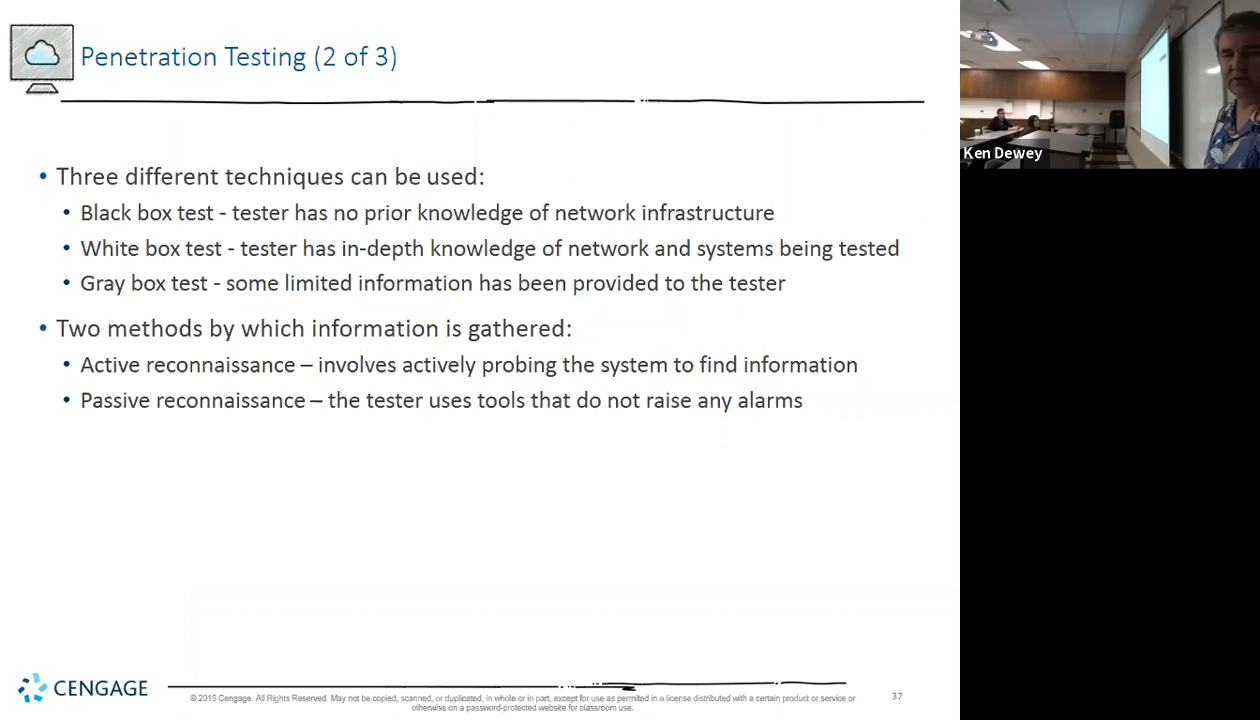 Penetration Testing (2 of 3)
• Three different techniques can be used:
• Black box test - tester has no prior knowledge of network infrastructure
• White box test - tester has in-depth knowledge of network and systems being tested
• Gray box test - some limited information has been provided to the tester
• Two methods by which information is gathered:
• Active reconnaissance – involves actively probing the system to find information
• Passive reconnaissance – the tester uses tools that do not raise any alarms
CENGAGE
© 2018 Cengage. All Rights Reserved. May not be copied, scanned, or duplicated, in whole or in part, except for use as permitted in a license distributed with a certain product or service or
otherwise on a password-protected website for classroom use.
37
Ken Dewey